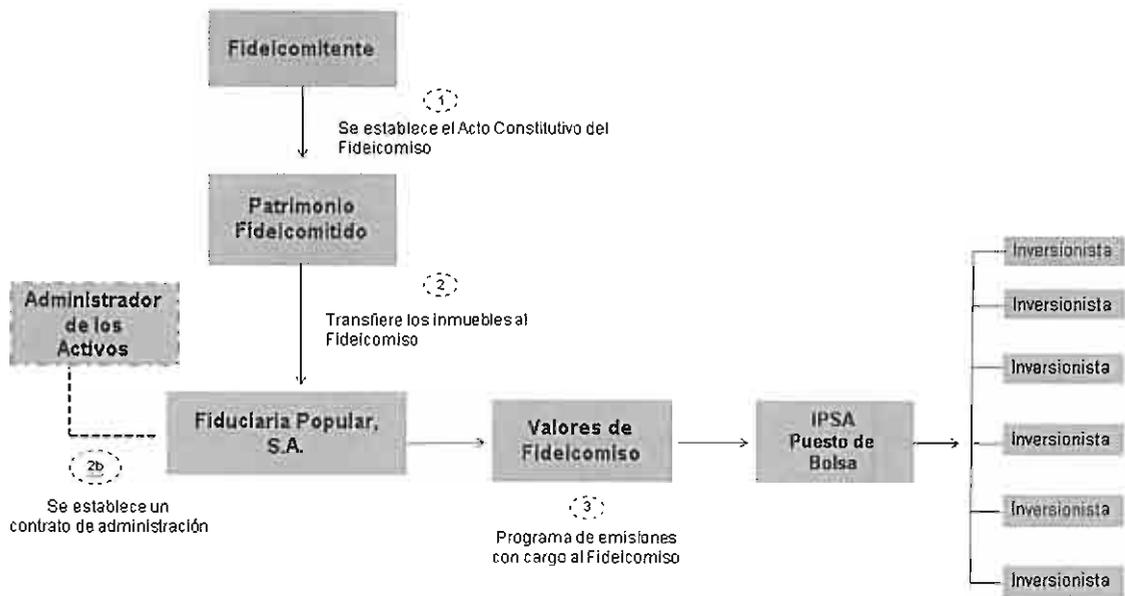 Fideicomitente
1
Se establece el Acto Constitutivo del
Fideicomiso
Patrimonio
Fideicomitido
2
Transfiere los inmuebles al
Fideicomiso
Administrador
de los
Activos
Fiduciaria Popular,
S.A.
2b
Se establece un
contrato de administración
Valores de
Fideicomiso
3
Programa de emisiones
con cargo al Fideicomiso
IPSA
Puesto de
Bolsa
Inversionista
Inversionista
Inversionista
Inversionista
Inversionista
Inversionista